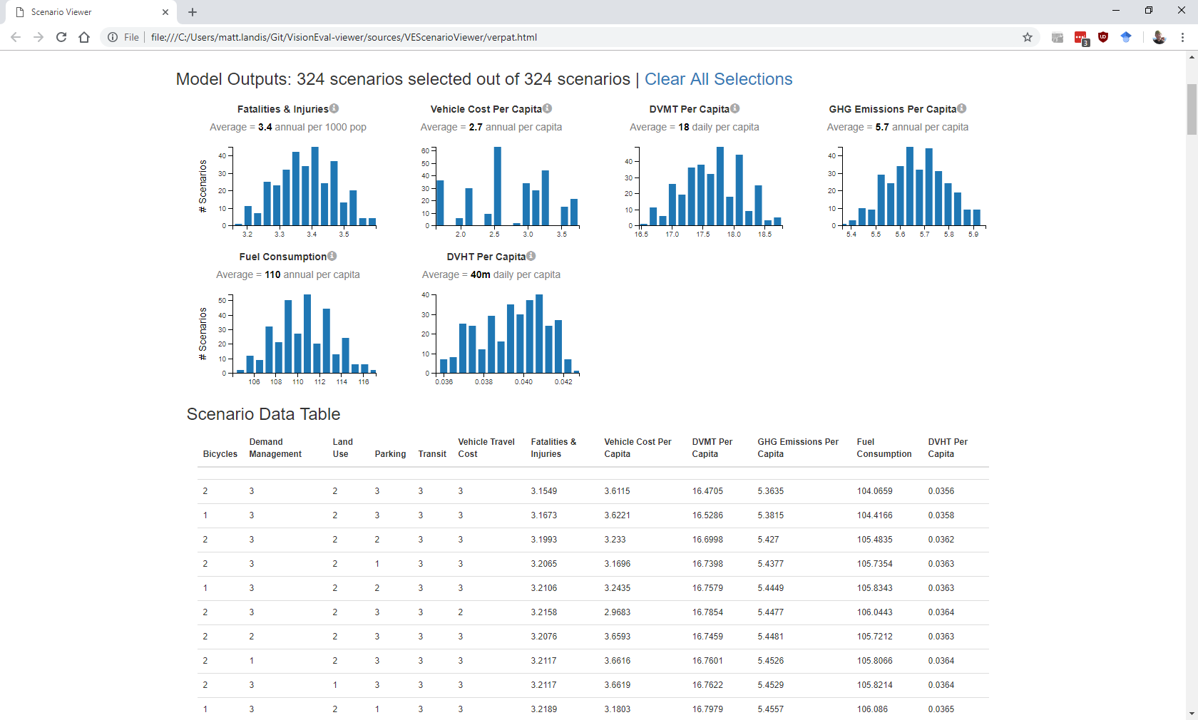 Scenario Viewer
File file:///C:/Users/matt.landis/Git/VisionEval-viewer/sources/VEScenarioViewer/verpat.html
3
Model Outputs: 324 scenarios selected out of 324 scenarios | Clear All Selections
Fatalities & Injuries Vehicle Cost Per Capita DVMT Per Capita GHG Emissions Per Capita
Average = 3.4 annual per 1000 pop Average = 2.7 annual per capita Average = 18 daily per capita Average = 5.7 annual per capita
# Scenarios
40
30
20
10
0
3.2 3.3 3.4 3.5
60
50
40
30
20
10
0
2.0 2.5 3.0 3.5
40
30
20
10
0
16.5 17.0 17.5 18.0 18.5
40
30
20
10
0
5.4 5.5 5.6 5.7 5.8 5.9
Fuel Consumption DVHT Per Capita
Average = 110 annual per capita Average = 40m daily per capita
# Scenarios
50
40
30
20
10
0
106 108 110 112 114 116
40
30
20
10
0
0.036 0.038 0.040 0.042
Scenario Data Table
Bicycles Demand Management Land Use Parking Transit Vehicle Travel Cost Fatalities & Injuries Vehicle Cost Per Capita DVMT Per Capita GHG Emissions Per Capita Fuel Consumption DVHT Per Capita
2 3 2 3 3 3 3.1549 3.6115 16.4705 5.3635 104.0659 0.0356
1 3 2 3 3 3 3.1673 3.6221 16.5286 5.3815 104.4166 0.0358
2 3 2 2 3 3 3.1993 3.233 16.6998 5.427 105.4835 0.0362
2 3 2 1 3 3 3.2065 3.1696 16.7398 5.4377 105.7354 0.0363
1 3 2 2 3 3 3.2106 3.2435 16.7579 5.4449 105.8343 0.0363
2 3 2 3 3 2 3.2158 2.9683 16.7854 5.4477 106.0443 0.0364
2 2 2 3 3 3 3.2076 3.6593 16.7459 5.4481 105.7212 0.0363
2 1 2 3 3 3 3.2117 3.6616 16.7601 5.4526 105.8066 0.0364
2 3 1 3 3 3 3.2117 3.6619 16.7622 5.4529 105.8214 0.0364
1 3 2 1 3 3 3.2189 3.1803 16.7979 5.4557 106.086 0.0365